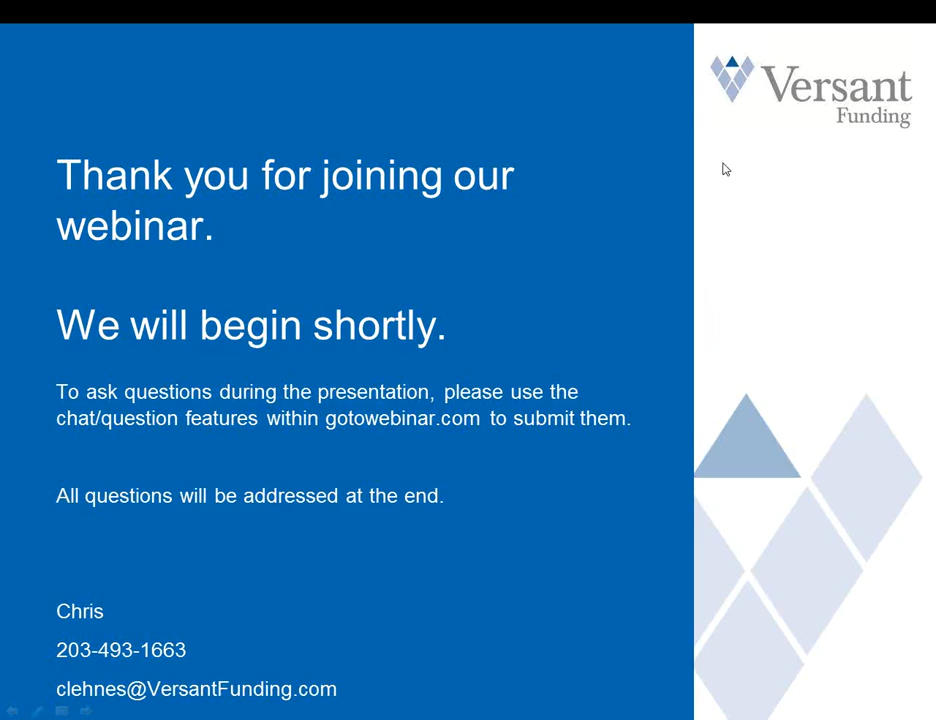 Versant
Funding
Thank you for joining our
webinar.
We will begin shortly.
To ask questions during the presentation, please use the
chat/question features within gotowebinar.com to submit them.
All questions will be addressed at the end.
Chris
203-493-1663
clehnes@VersantFunding.com